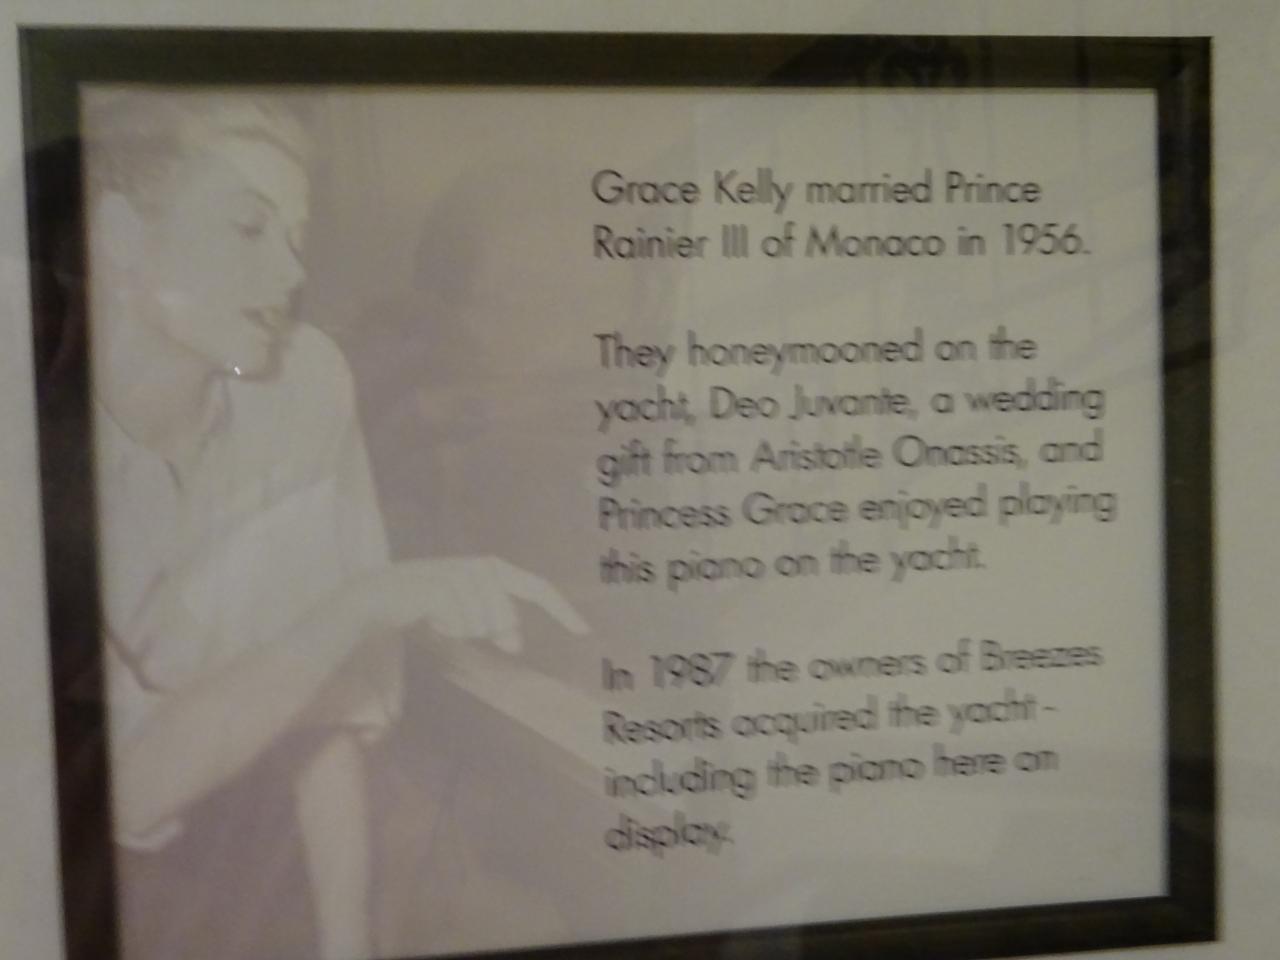 Grace Kelly married Prince
Rainier III of Monaco in 1956.
They honeymooned on the
yacht, Deo Juvante, a wedding
gift from Aristotle Onassis, and
Princess Grace enjoyed playing
this piano on the yacht.
In 1987 the owners of Breezes
Resorts acquired the yacht -
including the piano here on
display.